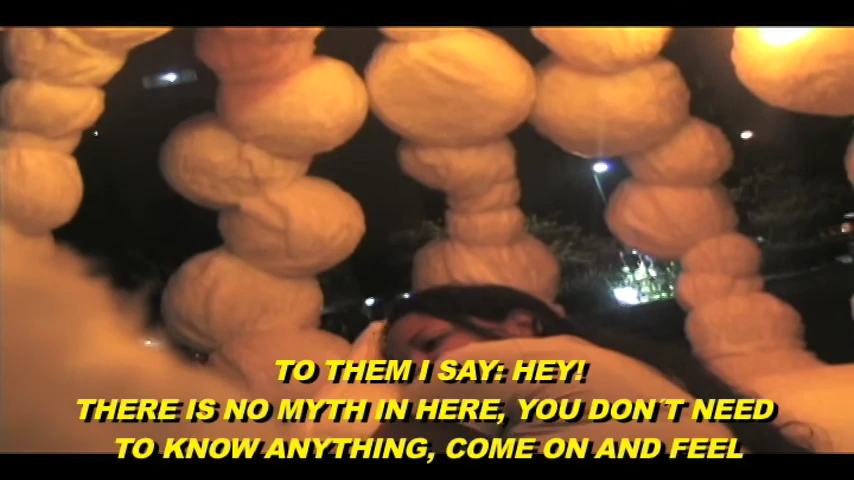 TO THEM I SAY: HEY!
THERE IS NO MYTH IN HERE, YOU DON´T NEED
TO KNOW ANYTHING, COME ON AND FEEL